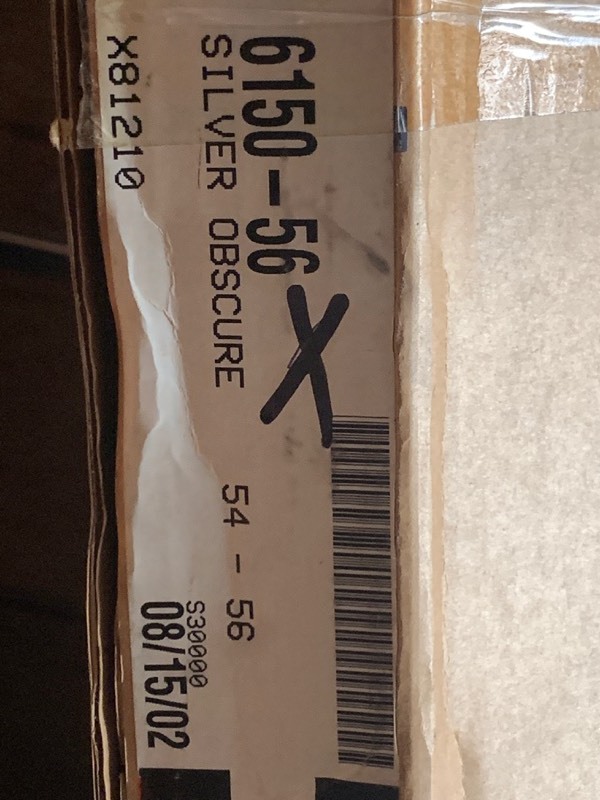 6150-56 X
SILVER OBSCURE 54 - 56
S30000
X81210 08/15/02